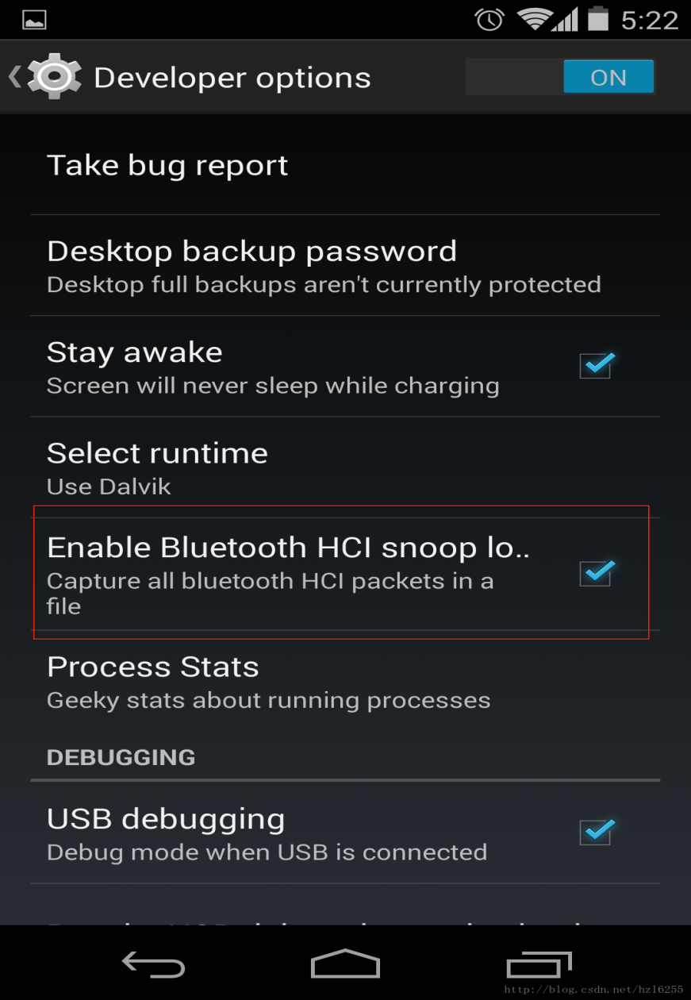 5:22
Developer options
ON
Take bug report
Desktop backup password
Desktop full backups aren't currently protected
Stay awake
Screen will never sleep while charging
Select runtime
Use Dalvik
Enable Bluetooth HCI snoop lo..
Capture all bluetooth HCI packets in a
file
Process Stats
Geeky stats about running processes
DEBUGGING
USB debugging
Debug mode when USB is connected
http://blog.csdn.net/hzl6255